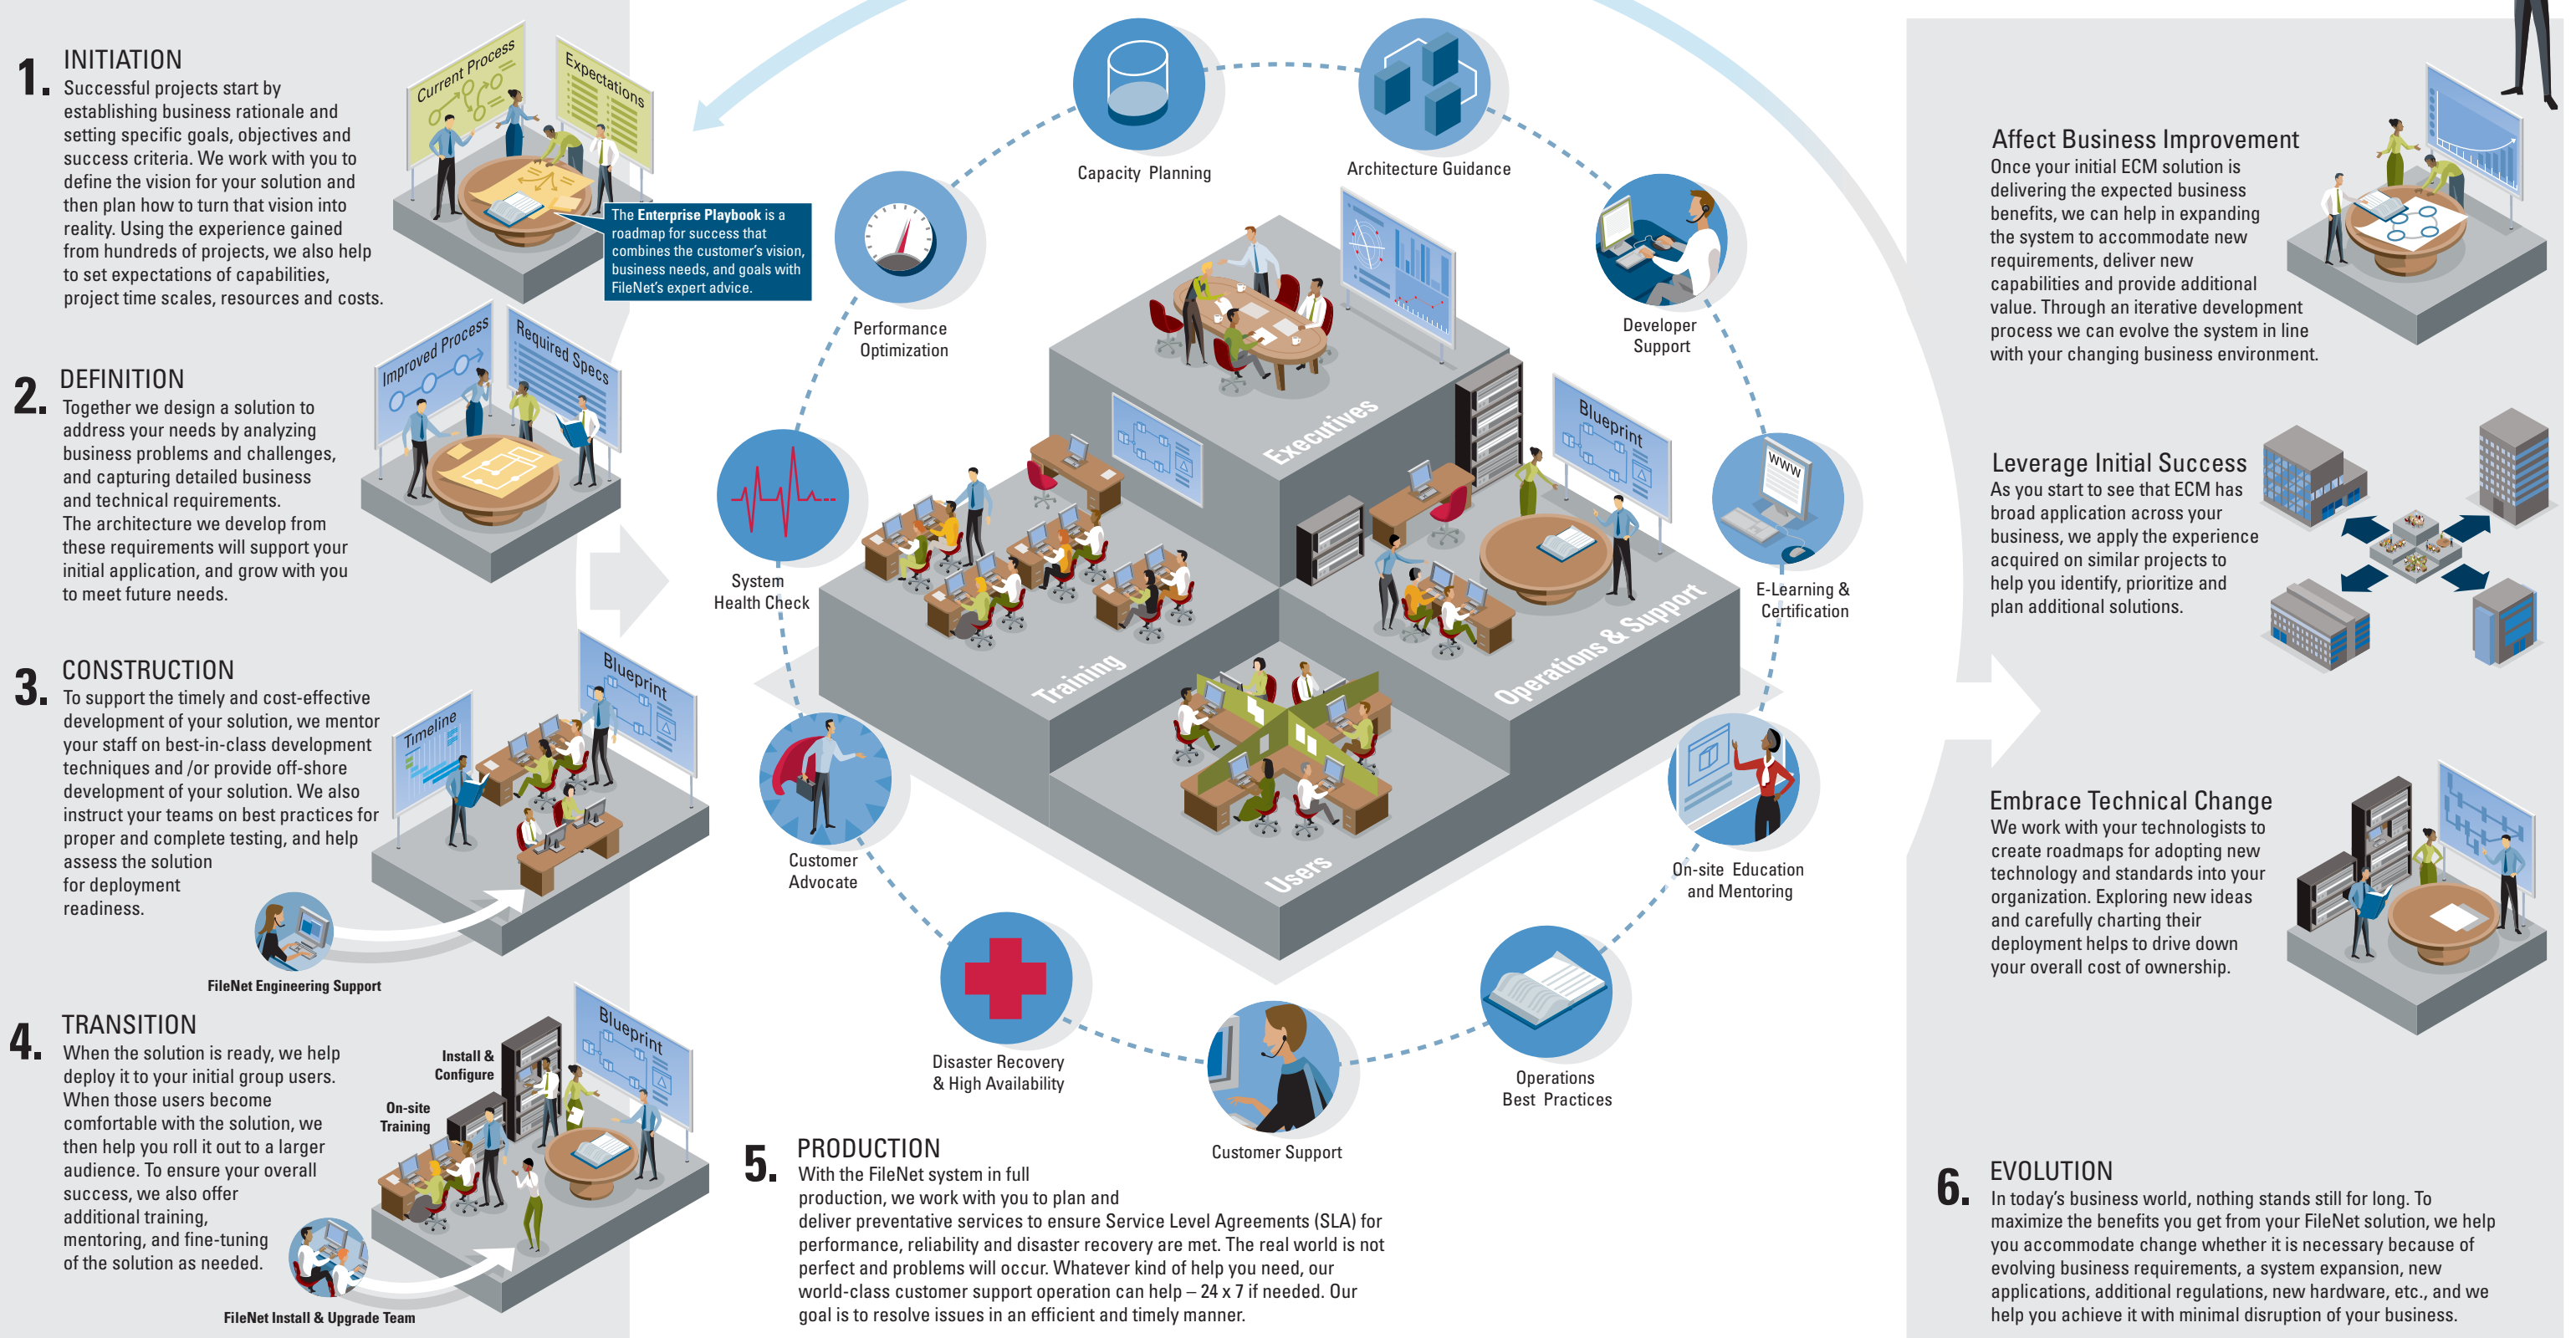 1.
INITIATION
Successful projects start by
establishing business rationale and
setting specific goals, objectives and
success criteria. We work with you to
define the vision for your solution and
then plan how to turn that vision into
reality. Using the experience gained
from hundreds of projects, we also help
to set expectations of capabilities,
project time scales, resources and costs.
Current Process
Expectations
The Enterprise Playbook is a
roadmap for success that
combines the customer's vision,
business needs, and goals with
FileNet's expert advice.
2.
DEFINITION
Together we design a solution to
address your needs by analyzing
business problems and challenges,
and capturing detailed business
and technical requirements.
The architecture we develop from
these requirements will support your
initial application, and grow with you
to meet future needs.
Improved Process
Required Specs
3.
CONSTRUCTION
To support the timely and cost-effective
development of your solution, we mentor
your staff on best-in-class development
techniques and /or provide off-shore
development of your solution. We also
instruct your teams on best practices for
proper and complete testing, and help
assess the solution
for deployment
readiness.
Timeline
Blueprint
FileNet Engineering Support
4.
TRANSITION
When the solution is ready, we help
deploy it to your initial group users.
When those users become
comfortable with the solution, we
then help you roll it out to a larger
audience. To ensure your overall
success, we also offer
additional training,
mentoring, and fine-tuning
of the solution as needed.
Install &
Configure
On-site
Training
Blueprint
FileNet Install & Upgrade Team
Capacity Planning
Architecture Guidance
Performance
Optimization
Developer
Support
System
Health Check
WWW
E-Learning &
Certification
Customer
Advocate
On-site Education
and Mentoring
Disaster Recovery
& High Availability
Operations
Best Practices
Customer Support
Executives
Blueprint
Training
Operations & Support
Users
5.
PRODUCTION
With the FileNet system in full
production, we work with you to plan and
deliver preventative services to ensure Service Level Agreements (SLA) for
performance, reliability and disaster recovery are met. The real world is not
perfect and problems will occur. Whatever kind of help you need, our
world-class customer support operation can help – 24 x 7 if needed. Our
goal is to resolve issues in an efficient and timely manner.
Affect Business Improvement
Once your initial ECM solution is
delivering the expected business
benefits, we can help in expanding
the system to accommodate new
requirements, deliver new
capabilities and provide additional
value. Through an iterative development
process we can evolve the system in line
with your changing business environment.
Leverage Initial Success
As you start to see that ECM has
broad application across your
business, we apply the experience
acquired on similar projects to
help you identify, prioritize and
plan additional solutions.
Embrace Technical Change
We work with your technologists to
create roadmaps for adopting new
technology and standards into your
organization. Exploring new ideas
and carefully charting their
deployment helps to drive down
your overall cost of ownership.
6.
EVOLUTION
In today's business world, nothing stands still for long. To
maximize the benefits you get from your FileNet solution, we help
you accommodate change whether it is necessary because of
evolving business requirements, a system expansion, new
applications, additional regulations, new hardware, etc., and we
help you achieve it with minimal disruption of your business.